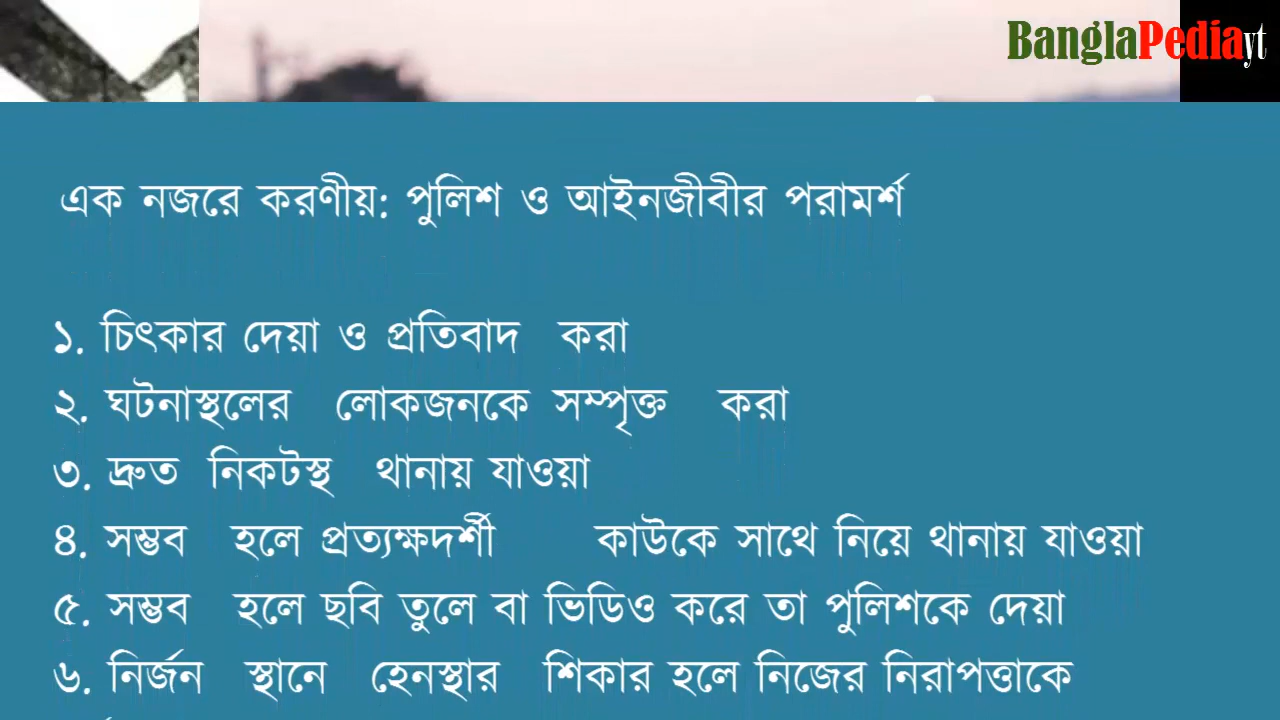 BanglaPediayt
এক নজরে করণীয়: পুলিশ ও আইনজীবীর পরামর্শ
১. চিৎকার দেয়া ও প্রতিবাদ করা
২. ঘটনাস্থলের লোকজনকে সম্পৃক্ত করা
৩. দ্রুত নিকটস্থ থানায় যাওয়া
৪. সম্ভব হলে প্রত্যক্ষদর্শী কাউকে সাথে নিয়ে থানায় যাওয়া
৫. সম্ভব হলে ছবি তুলে বা ভিডিও করে তা পুলিশকে দেয়া
৬. নির্জন স্থানে হেনস্থার শিকার হলে নিজের নিরাপত্তাকে